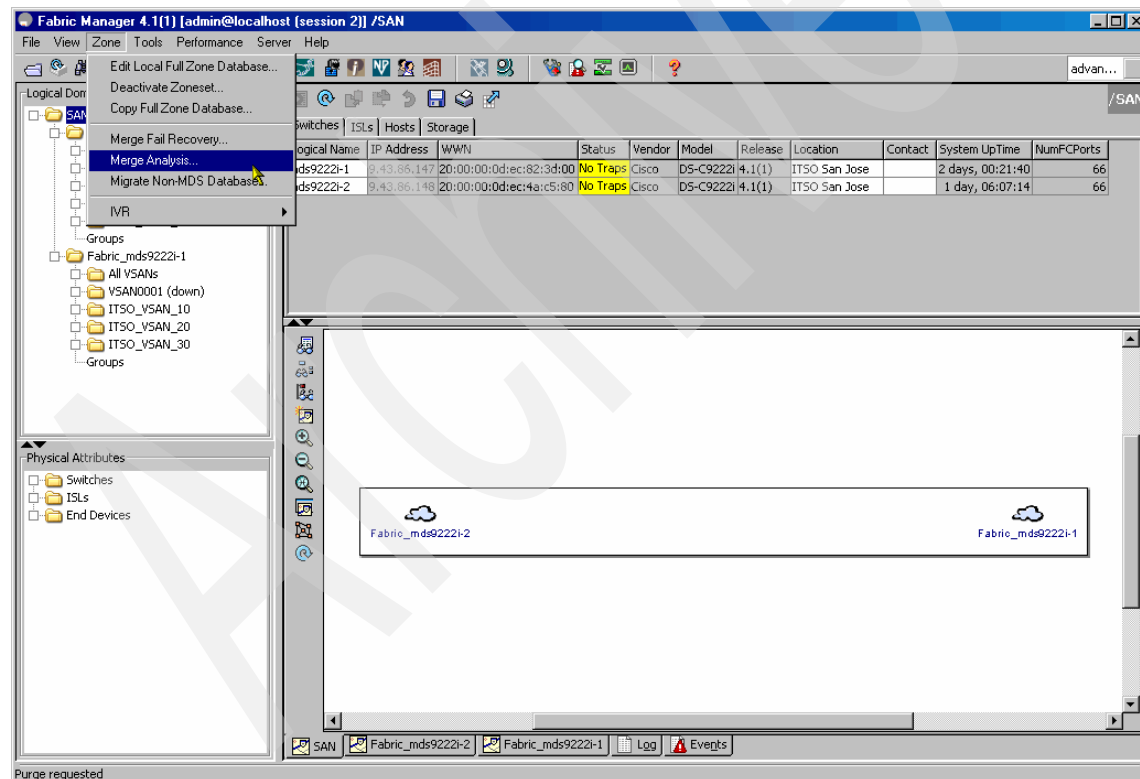 Fabric Manager 4.1(1) [admin@localhost (session 2)] /SAN
File View Zone Tools Performance Server Help
Edit Local Full Zone Database...
Deactivate Zoneset...
Copy Full Zone Database...
Merge Fail Recovery...
Merge Analysis...
Migrate Non-MDS Database...
IVR
advan...
Logical Dom
/SAN
SAN
Switches ISLs Hosts Storage
Logical Name IP Address WWN Status Vendor Model Release Location Contact System UpTime NumFCPorts
mds9222i-1 9.43.86.147 20:00:00:0d:ec:82:3d:00 No Traps Cisco DS-C9222i 4.1(1) ITSO San Jose 2 days, 00:21:40 66
mds9222i-2 9.43.86.148 20:00:00:0d:ec:4a:c5:80 No Traps Cisco DS-C9222i 4.1(1) ITSO San Jose 1 day, 06:07:14 66
Groups
Fabric_mds9222i-1
All VSANs
VSAN0001 (down)
ITSO_VSAN_10
ITSO_VSAN_20
ITSO_VSAN_30
Groups
Physical Attributes
Switches
ISLs
End Devices
Fabric_mds9222i-2
Fabric_mds9222i-1
SAN Fabric_mds9222i-2 Fabric_mds9222i-1 Log Events
Purge requested